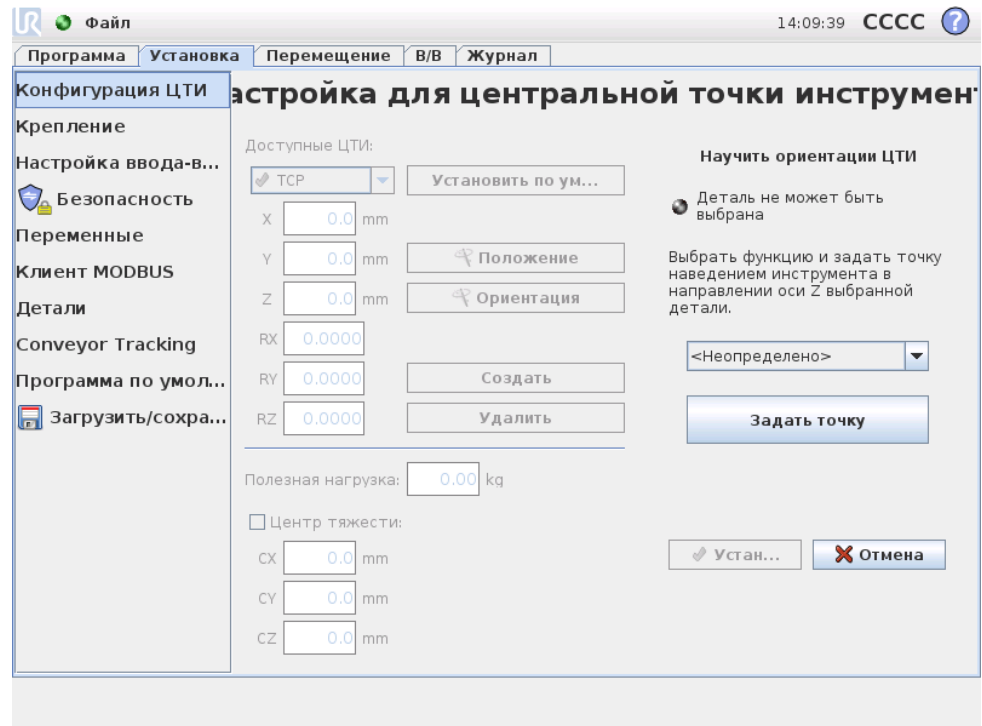 UR Файл 14:09:39 CCCC ?
Программа Установка Перемещение В/В Журнал
Конфигурация ЦТИ
Крепление
Настройка ввода-в...
Безопасность
Переменные
Клиент MODBUS
Детали
Conveyor Tracking
Программа по умол...
Загрузить/сохра...
астройка для центральной точки инструмен
Доступные ЦТИ:
TCP Установить по ум...
X 0.0 mm
Y 0.0 mm Положение
Z 0.0 mm Ориентация
RX 0.0000
RY 0.0000 Создать
RZ 0.0000 Удалить
Полезная нагрузка: 0.00 kg
Центр тяжести:
CX 0.0 mm
CY 0.0 mm
CZ 0.0 mm
Научить ориентации ЦТИ
Деталь не может быть
выбрана
Выбрать функцию и задать точку
наведением инструмента в
направлении оси Z выбранной
детали.
<Неопределено>
Задать точку
Устан... Отмена